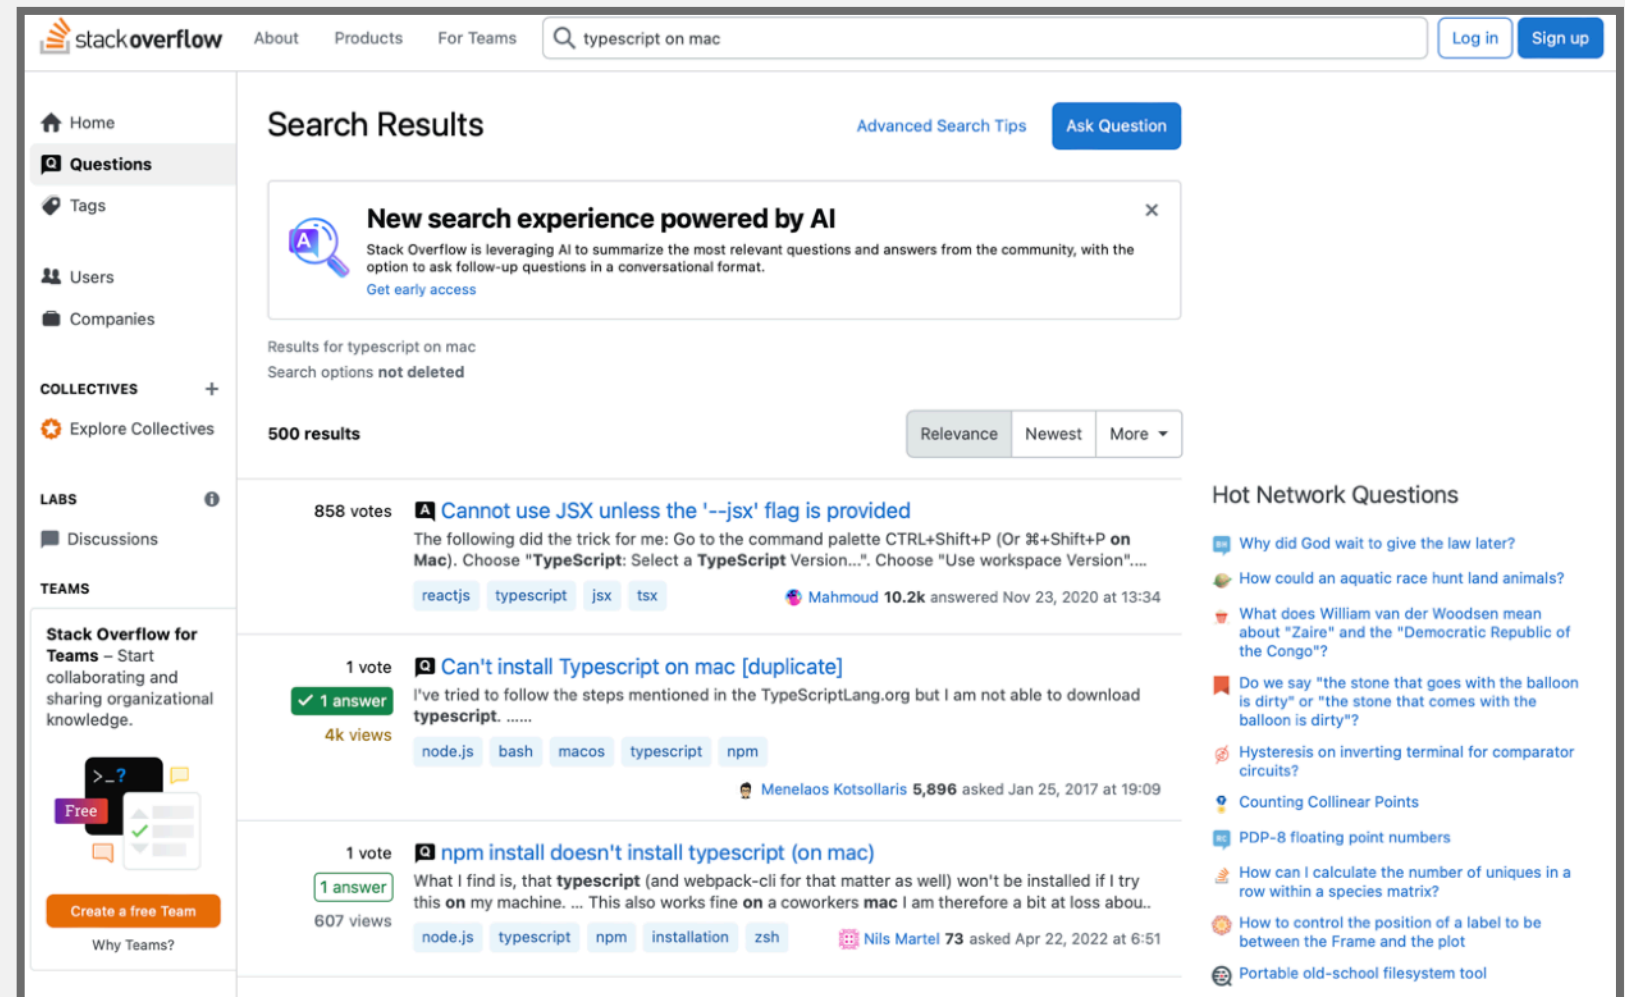 stackoverflow
About
Products
For Teams
typescript on mac
Log in
Sign up
Home
Questions
Tags
Users
Companies
COLLECTIVES +
Explore Collectives
LABS
Discussions
TEAMS
Stack Overflow for
Teams – Start
collaborating and
sharing organizational
knowledge.
>_?
Free
Create a free Team
Why Teams?
Search Results
Advanced Search Tips
Ask Question
A
New search experience powered by AI
Stack Overflow is leveraging AI to summarize the most relevant questions and answers from the community, with the
option to ask follow-up questions in a conversational format.
Get early access
Results for typescript on mac
Search options not deleted
500 results
Relevance
Newest
More
858 votes
A Cannot use JSX unless the '--jsx' flag is provided
The following did the trick for me: Go to the command palette CTRL+Shift+P (Or ⌘+Shift+P on
Mac). Choose "TypeScript: Select a TypeScript Version...". Choose "Use workspace Version"....
reactjs typescript jsx tsx
Mahmoud 10.2k answered Nov 23, 2020 at 13:34
1 vote
✓ 1 answer
4k views
Q Can't install Typescript on mac [duplicate]
I've tried to follow the steps mentioned in the TypeScriptLang.org but I am not able to download
typescript. ......
node.js bash macos typescript npm
Menelaos Kotsollaris 5,896 asked Jan 25, 2017 at 19:09
1 vote
1 answer
607 views
Q npm install doesn't install typescript (on mac)
What I find is, that typescript (and webpack-cli for that matter as well) won't be installed if I try
this on my machine. ... This also works fine on a coworkers mac I am therefore a bit at loss abou..
node.js typescript npm installation zsh
Nils Martel 73 asked Apr 22, 2022 at 6:51
Hot Network Questions
Why did God wait to give the law later?
How could an aquatic race hunt land animals?
What does William van der Woodsen mean
about "Zaire" and the "Democratic Republic of
the Congo"?
Do we say "the stone that goes with the balloon
is dirty" or "the stone that comes with the
balloon is dirty"?
Hysteresis on inverting terminal for comparator
circuits?
Counting Collinear Points
PDP-8 floating point numbers
How can I calculate the number of uniques in a
row within a species matrix?
How to control the position of a label to be
between the Frame and the plot
Portable old-school filesystem tool